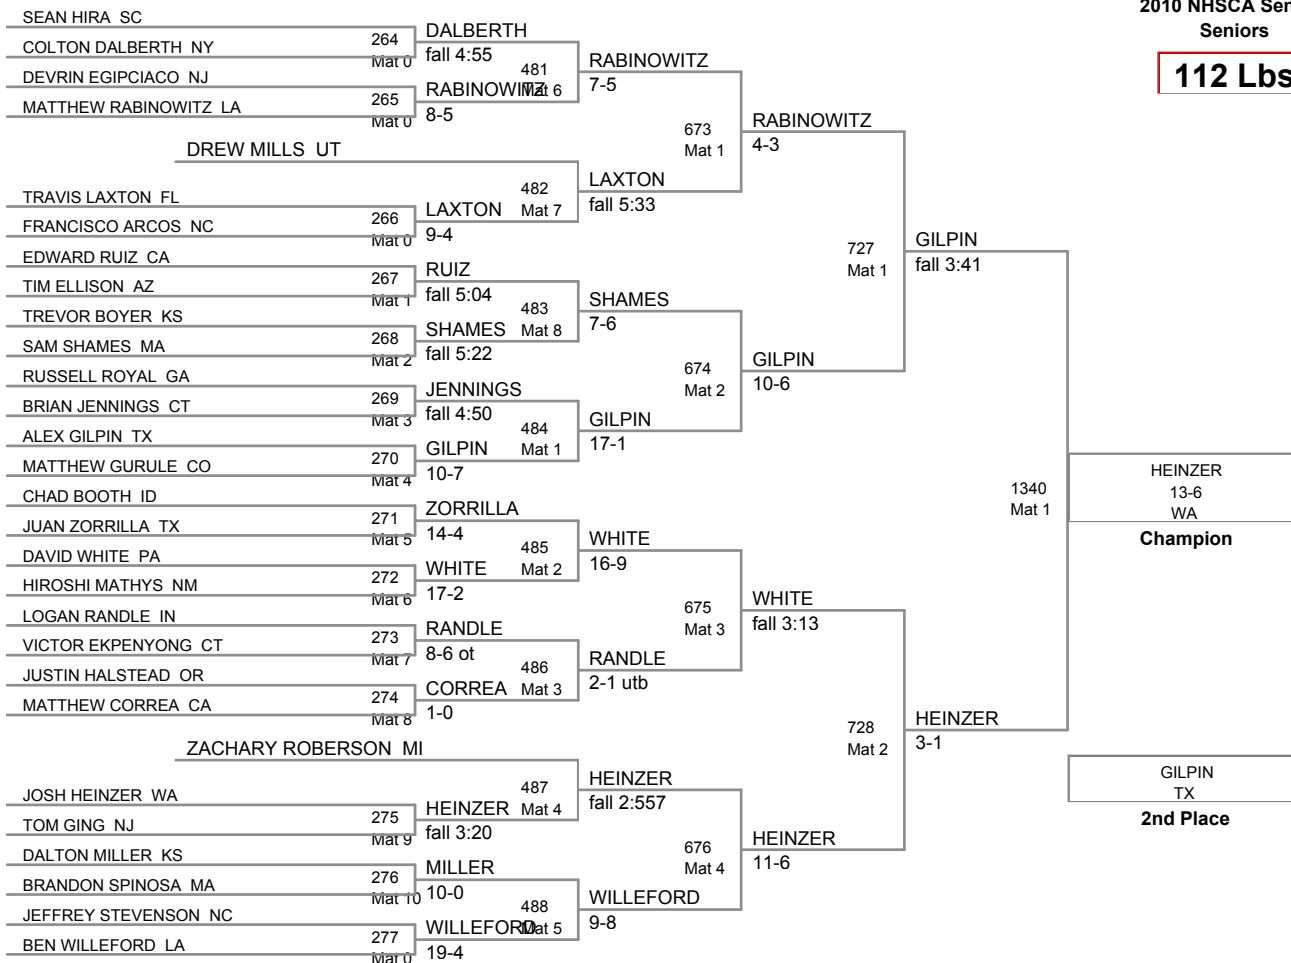 2010 NHSCA Sen
Seniors
112 Lbs
SEAN HIRA SC
COLTON DALBERTH NY
DEVRIN EGIPCIACO NJ
MATTHEW RABINOWITZ LA
DREW MILLS UT
TRAVIS LAXTON FL
FRANCISCO ARCOS NC
EDWARD RUIZ CA
TIM ELLISON AZ
TREVOR BOYER KS
SAM SHAMES MA
RUSSELL ROYAL GA
BRIAN JENNINGS CT
ALEX GILPIN TX
MATTHEW GURULE CO
CHAD BOOTH ID
JUAN ZORRILLA TX
DAVID WHITE PA
HIROSHI MATHYS NM
LOGAN RANDLE IN
VICTOR EKPENYONG CT
JUSTIN HALSTEAD OR
MATTHEW CORREA CA
ZACHARY ROBERSON MI
JOSH HEINZER WA
TOM GING NJ
DALTON MILLER KS
BRANDON SPINOSA MA
JEFFREY STEVENSON NC
BEN WILLEFORD LA
264
Mat 0
265
Mat 0
266
Mat 0
267
Mat 1
268
Mat 2
269
Mat 3
270
Mat 4
271
Mat 5
272
Mat 6
273
Mat 7
274
Mat 8
275
Mat 9
276
Mat 10
277
Mat 0
DALBERTH
fall 4:55
RABINOWITZ
8-5
LAXTON
9-4
RUIZ
fall 5:04
SHAMES
fall 5:22
JENNINGS
fall 4:50
GILPIN
10-7
ZORRILLA
14-4
WHITE
17-2
RANDLE
8-6 ot
CORREA
1-0
HEINZER
fall 3:20
MILLER
10-0
WILLEFORD
19-4
481
Mat 6
482
Mat 7
483
Mat 8
484
Mat 1
485
Mat 2
486
Mat 3
487
Mat 4
488
Mat 5
RABINOWITZ
7-5
LAXTON
fall 5:33
SHAMES
7-6
GILPIN
17-1
WHITE
16-9
RANDLE
2-1 utb
HEINZER
fall 2:557
WILLEFORD
9-8
673
Mat 1
674
Mat 2
675
Mat 3
676
Mat 4
RABINOWITZ
4-3
GILPIN
10-6
WHITE
fall 3:13
HEINZER
11-6
727
Mat 1
728
Mat 2
GILPIN
fall 3:41
HEINZER
3-1
1340
Mat 1
HEINZER
13-6
WA
Champion
GILPIN
TX
2nd Place